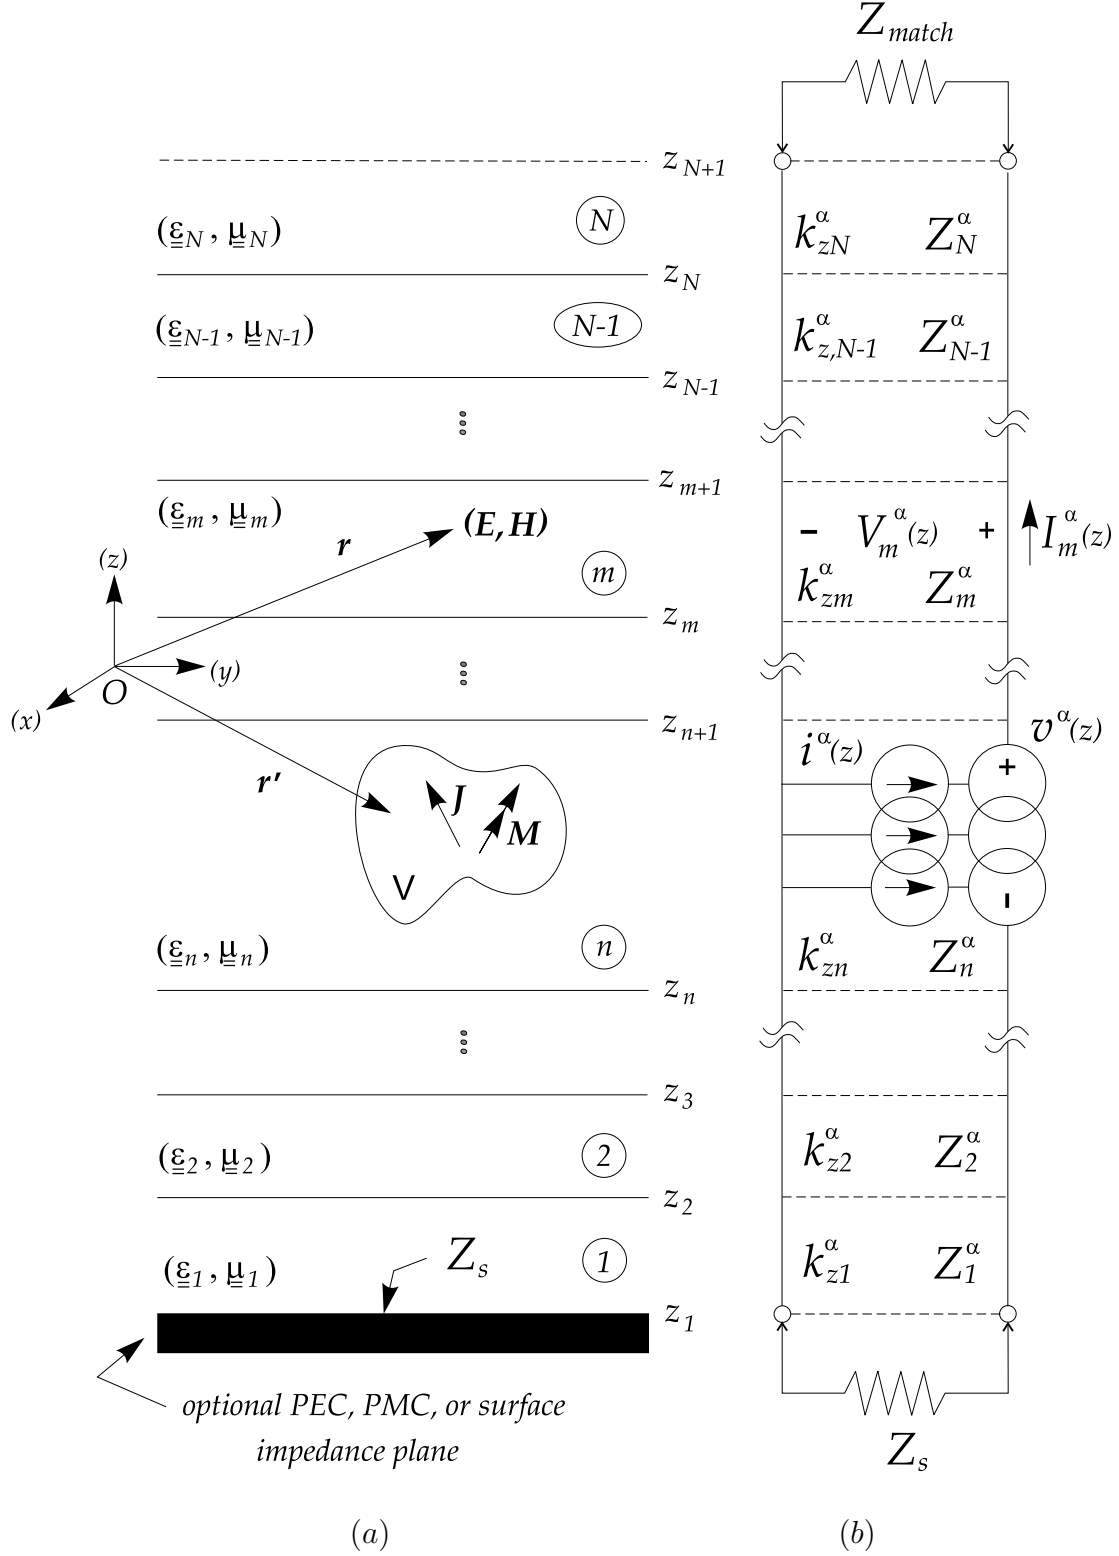 Z_match
z_N+1
(ε_N, μ_N) N
k^α_zN Z^α_N
z_N
(ε_N-1, μ_N-1) N-1
k^α_z,N-1 Z^α_N-1
z_N-1
z_m+1
(ε_m, μ_m)
(E, H)
r
- V^α_m(z) + I^α_m(z)
(z)
m
k^α_zm Z^α_m
z_m
O (y)
(x)
z_n+1
v^α(z)
i^α(z)
r'
+
J
M
V
-
(ε_n, μ_n) n
k^α_zn Z^α_n
z_n
z_3
(ε_2, μ_2) 2
k^α_z2 Z^α_2
z_2
(ε_1, μ_1) Z_s 1
k^α_z1 Z^α_1
z_1
optional PEC, PMC, or surface
impedance plane
Z_s
(a) (b)